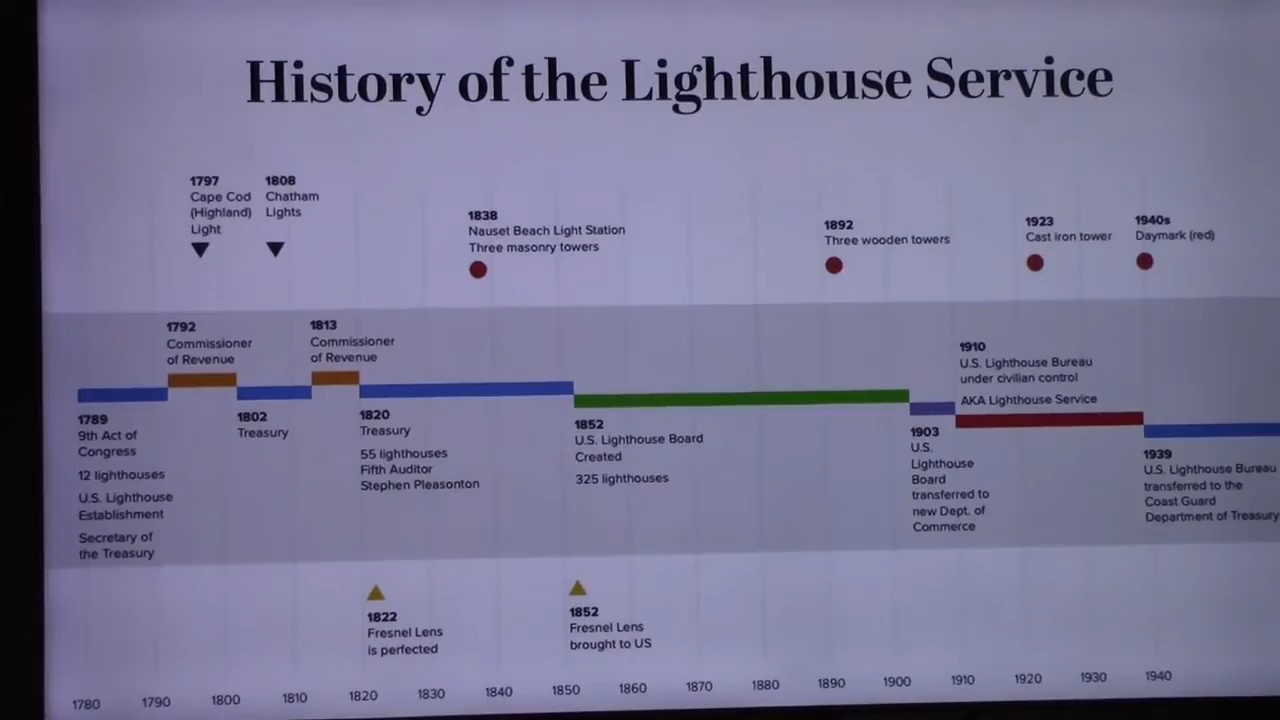 History of the Lighthouse Service
1797
Cape Cod
(Highland)
Light
1808
Chatham
Lights
1838
Nauset Beach Light Station
Three masonry towers
1892
Three wooden towers
1923
Cast iron tower
1940s
Daymark (red)
1792
Commissioner
of Revenue
1813
Commissioner
of Revenue
1910
U.S. Lighthouse Bureau
under civilian control
AKA Lighthouse Service
1789
9th Act of
Congress
12 lighthouses
U.S. Lighthouse
Establishment
Secretary of
the Treasury
1802
Treasury
1820
Treasury
55 lighthouses
Fifth Auditor
Stephen Pleasonton
1852
U.S. Lighthouse Board
Created
325 lighthouses
1903
U.S.
Lighthouse
Board
transferred to
new Dept. of
Commerce
1939
U.S. Lighthouse Bureau
transferred to the
Coast Guard
Department of Treasury
1822
Fresnel Lens
is perfected
1852
Fresnel Lens
brought to US
1780 1790 1800 1810 1820 1830 1840 1850 1860 1870 1880 1890 1900 1910 1920 1930 1940